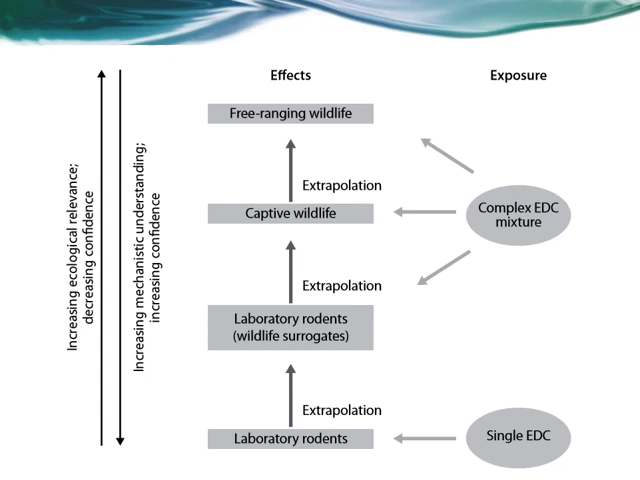 Effects
Exposure
Free-ranging wildlife
Extrapolation
Captive wildlife
Complex EDC
mixture
Extrapolation
Laboratory rodents
(wildlife surrogates)
Extrapolation
Laboratory rodents
Single EDC
Increasing ecological relevance;
decreasing confidence
Increasing mechanistic understanding;
increasing confidence